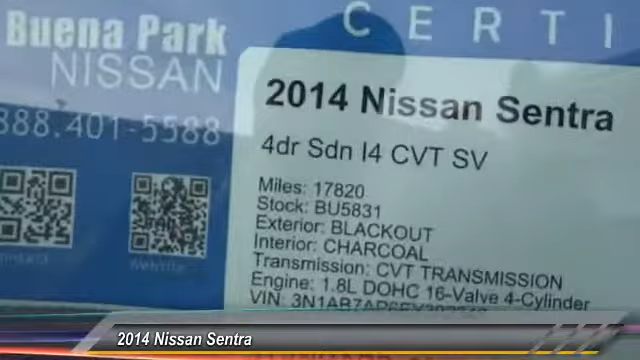 Buena Park
NISSAN
888.401-5588
CERTI
2014 Nissan Sentra
4dr Sdn I4 CVT SV
Miles: 17820
Stock: BU5831
Exterior: BLACKOUT
Interior: CHARCOAL
Transmission: CVT TRANSMISSION
Engine: 1.8L DOHC 16-Valve 4-Cylinder
VIN:
2014 Nissan Sentra